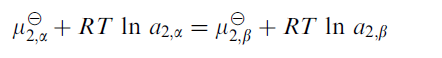 μ⊖2,α + RT ln a2,α = μ⊖2,β + RT ln a2,β